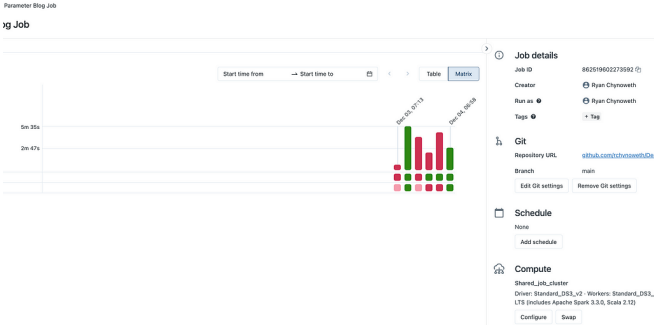 Parameter Blog Job
og Job
Start time from → Start time to
Table
Matrix
Dec 03, 07:13
Dec 04, 06:58
5m 35s
2m 47s
Job details
Job ID 862519602273592
Creator Ryan Chynoweth
Run as Ryan Chynoweth
Tags + Tag
Git
Repository URL github.com/rchynoweth/De
Branch main
Edit Git settings Remove Git settings
Schedule
None
Add schedule
Compute
Shared_job_cluster
Driver: Standard_DS3_v2 · Workers: Standard_DS3_
LTS (includes Apache Spark 3.3.0, Scala 2.12)
Configure Swap